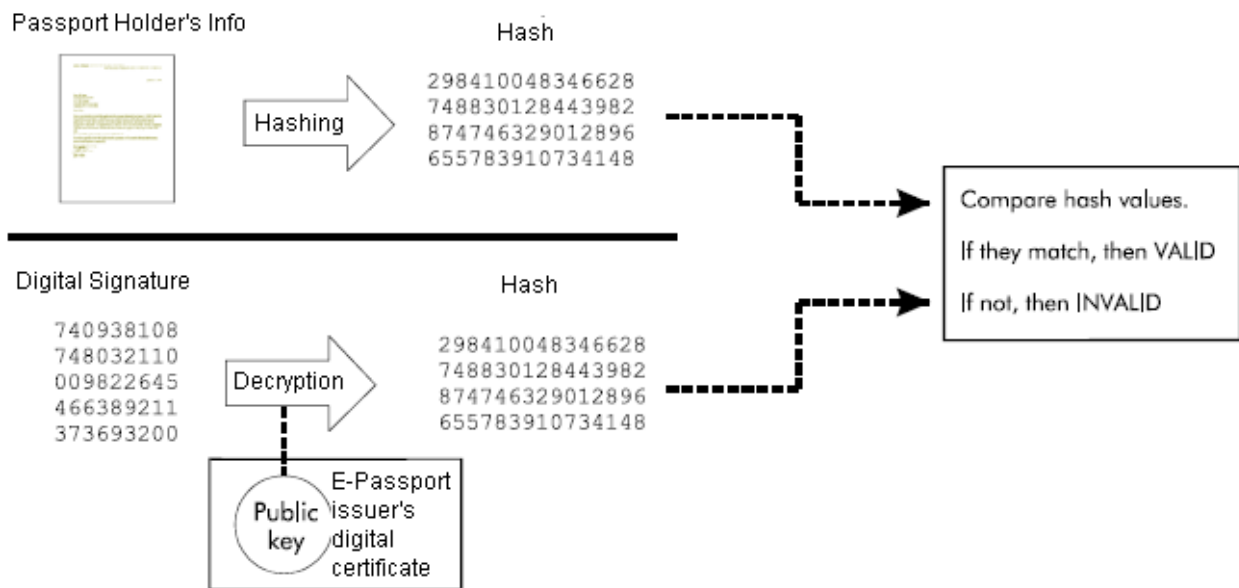 Passport Holder's Info
Hash
298410048346628
748830128443982
874746329012896
655783910734148
Hashing
Compare hash values.
If they match, then VALID
If not, then INVALID
Digital Signature
740938108
748032110
009822645
466389211
373693200
Decryption
Hash
298410048346628
748830128443982
874746329012896
655783910734148
Public
key
E-Passport
issuer's
digital
certificate